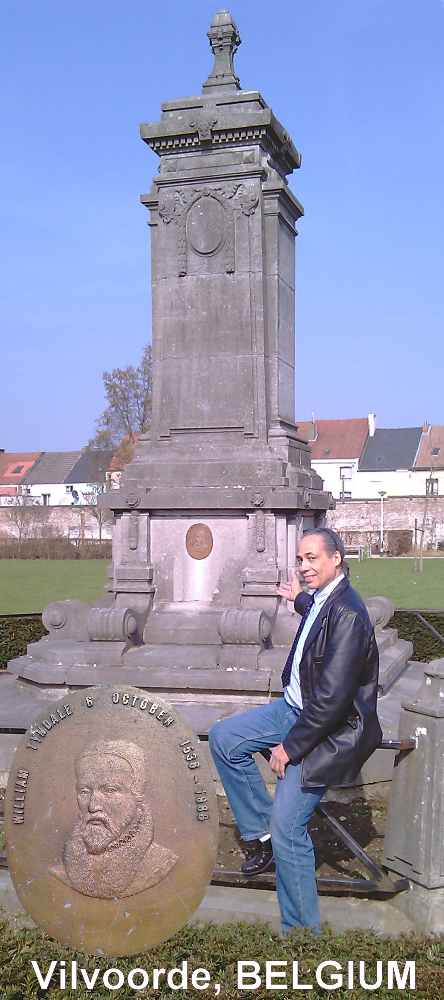 WILLIAM TYNDALE 6 OCTOBER 1536 – 1986
Vilvoorde, BELGIUM